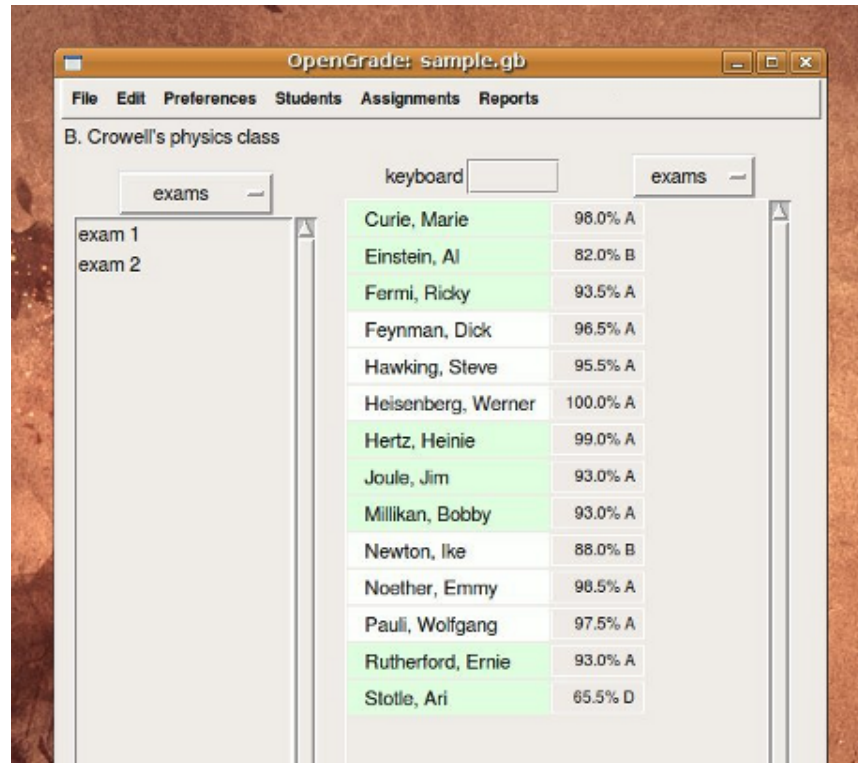 OpenGrade: sample.gb
File Edit Preferences Students Assignments Reports
B. Crowell's physics class
exams
exam 1
exam 2
keyboard
exams
Curie, Marie 98.0% A
Einstein, Al 82.0% B
Fermi, Ricky 93.5% A
Feynman, Dick 96.5% A
Hawking, Steve 95.5% A
Heisenberg, Werner 100.0% A
Hertz, Heinie 99.0% A
Joule, Jim 93.0% A
Millikan, Bobby 93.0% A
Newton, Ike 88.0% B
Noether, Emmy 98.5% A
Pauli, Wolfgang 97.5% A
Rutherford, Ernie 93.0% A
Stotle, Ari 65.5% D